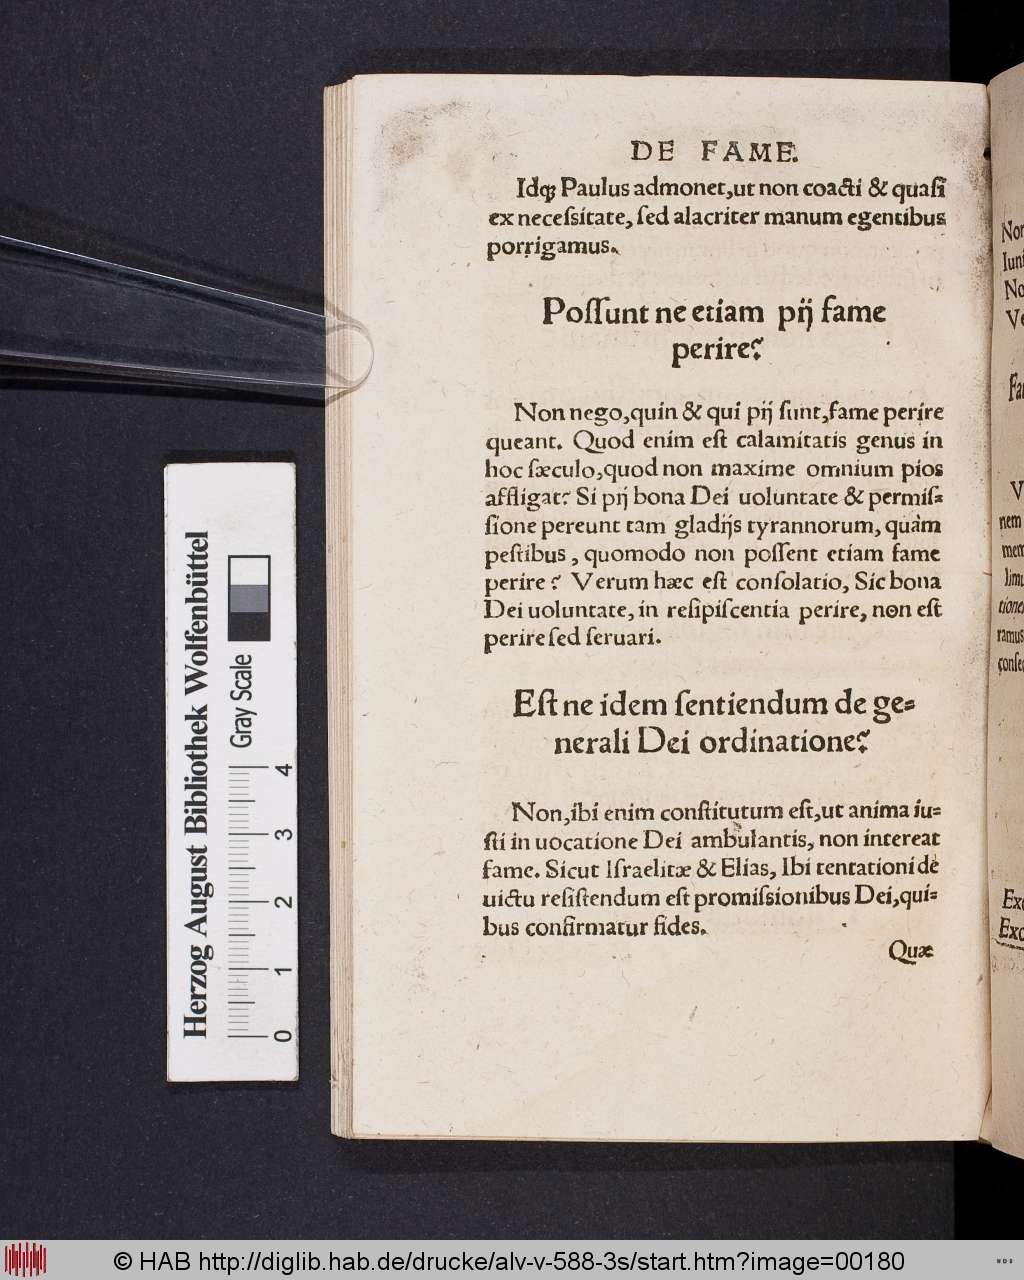 DE FAME.
Idq; Paulus admonet,ut non coacti & quaſi
ex neceſsitate, ſed alacriter manum egentibus
porrigamus.
Poſſunt ne etiam pij fame
perire?
Non nego,quin & qui pij ſunt,fame perire
queant. Quod enim eſt calamitatis genus in
hoc ſæculo,quod non maxime omnium pios
affligat? Si pij bona Dei uoluntate & permiſ⸗
ſione pereunt tam gladijs tyrannorum, quàm
peſtibus, quomodo non poſſent etiam fame
perire? Verum hæc eſt conſolatio, Sic bona
Dei uoluntate, in reſipiſcentia perire, non eſt
perire ſed ſeruari.
Eſt ne idem ſentiendum de ge⸗
nerali Dei ordinatione?
Non,ibi enim conſtitutum eſt,ut anima iu⸗
ſti in uocatione Dei ambulantis, non intereat
fame. Sicut Iſraelitæ & Elias, Ibi tentationi de
uictu reſiſtendum eſt promiſsionibus Dei,qui⸗
bus confirmatur fides.
Quæ
Herzog August Bibliothek Wolfenbüttel
Gray Scale
0 1 2 3 4
© HAB http://diglib.hab.de/drucke/alv-v-588-3s/start.htm?image=00180